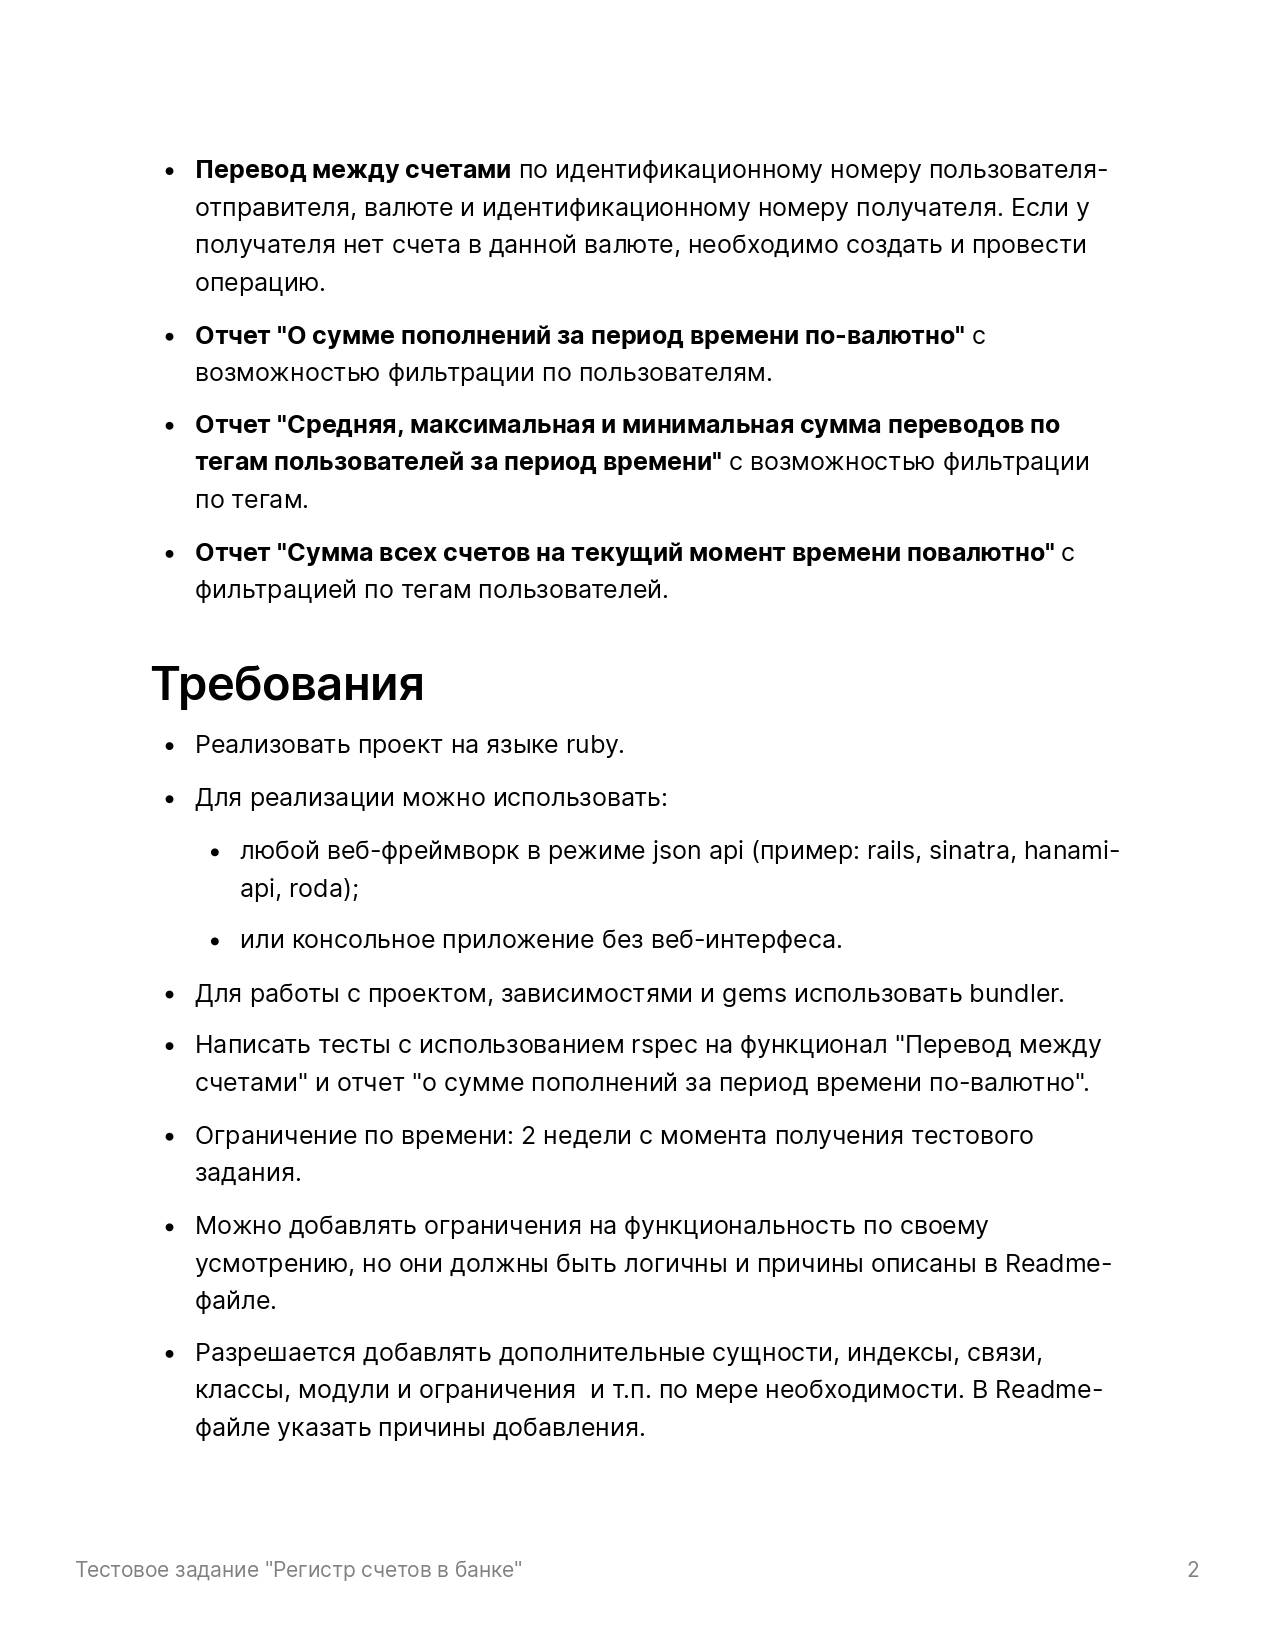 • Перевод между счетами по идентификационному номеру пользователя-
отправителя, валюте и идентификационному номеру получателя. Если у
получателя нет счета в данной валюте, необходимо создать и провести
операцию.
• Отчет "О сумме пополнений за период времени по-валютно" с
возможностью фильтрации по пользователям.
• Отчет "Средняя, максимальная и минимальная сумма переводов по
тегам пользователей за период времени" с возможностью фильтрации
по тегам.
• Отчет "Сумма всех счетов на текущий момент времени повалютно" с
фильтрацией по тегам пользователей.
Требования
• Реализовать проект на языке ruby.
• Для реализации можно использовать:
• любой веб-фреймворк в режиме json api (пример: rails, sinatra, hanami-
api, roda);
• или консольное приложение без веб-интерфеса.
• Для работы с проектом, зависимостями и gems использовать bundler.
• Написать тесты с использованием rspec на функционал "Перевод между
счетами" и отчет "о сумме пополнений за период времени по-валютно".
• Ограничение по времени: 2 недели с момента получения тестового
задания.
• Можно добавлять ограничения на функциональность по своему
усмотрению, но они должны быть логичны и причины описаны в Readme-
файле.
• Разрешается добавлять дополнительные сущности, индексы, связи,
классы, модули и ограничения  и т.п. по мере необходимости. В Readme-
файле указать причины добавления.
Тестовое задание "Регистр счетов в банке" 2